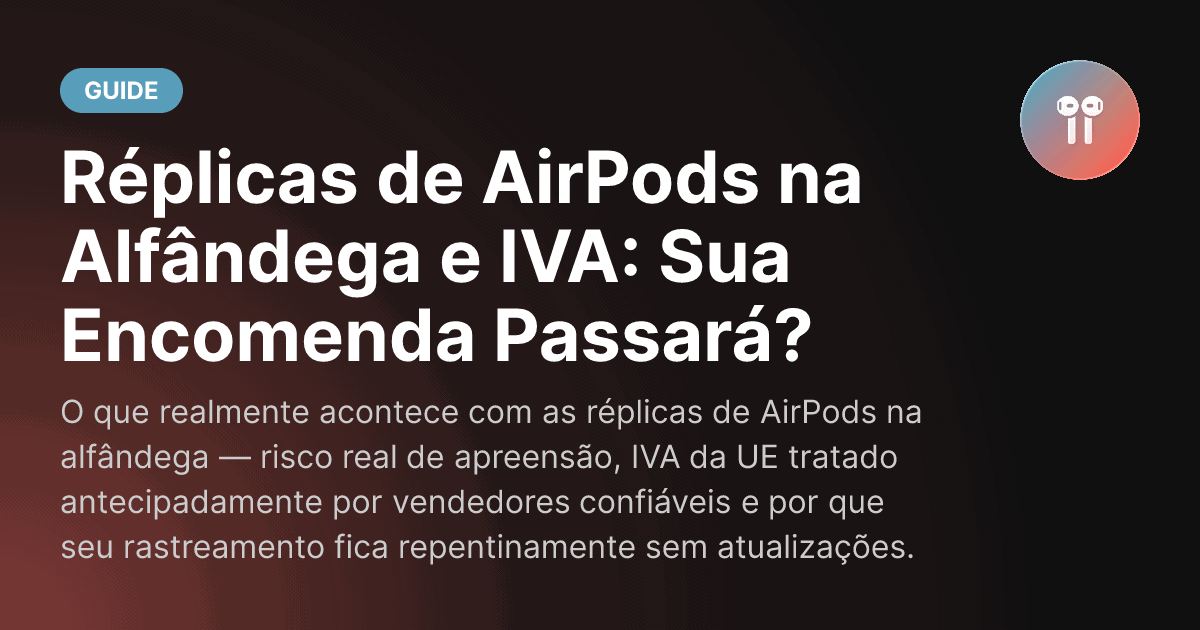 GUIDE
Réplicas de AirPods na
Alfândega e IVA: Sua
Encomenda Passará?
O que realmente acontece com as réplicas de AirPods na
alfândega — risco real de apreensão, IVA da UE tratado
antecipadamente por vendedores confiáveis e por que
seu rastreamento fica repentinamente sem atualizações.